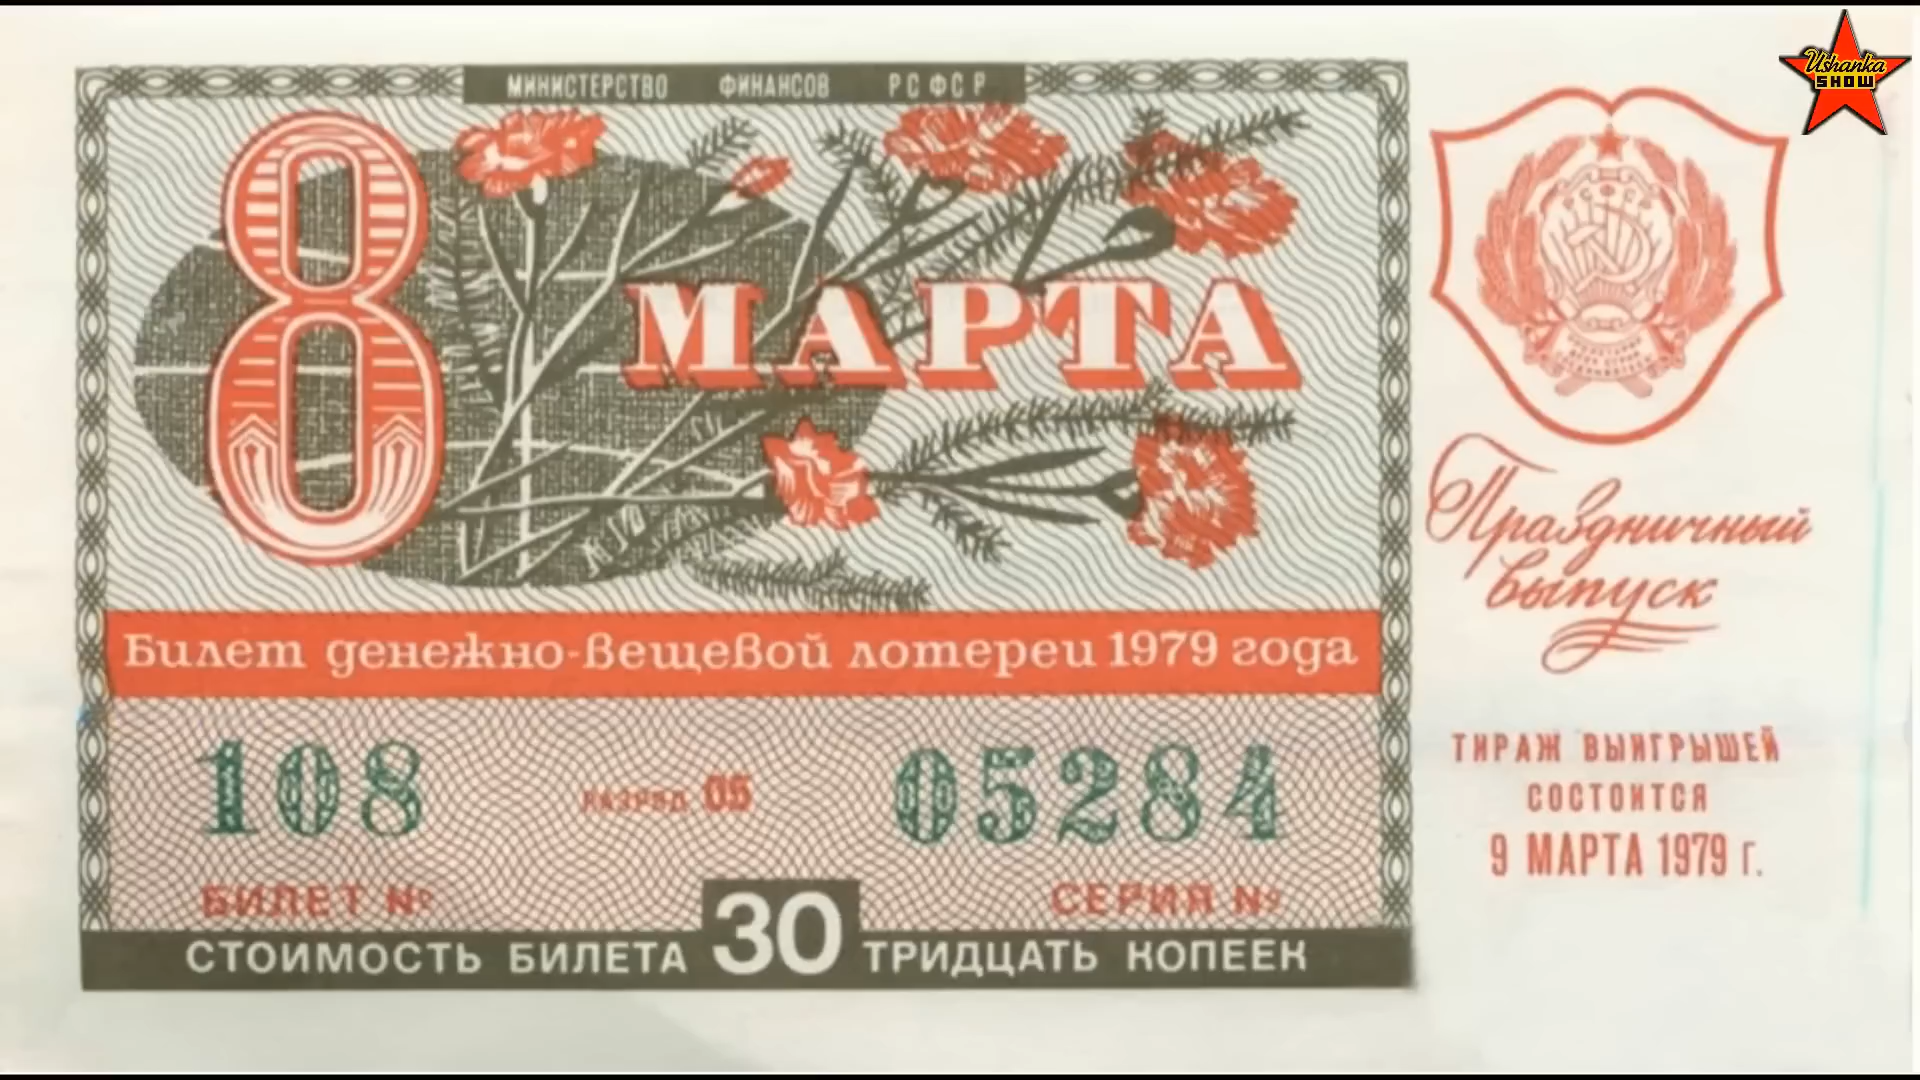 Ushanka
SHOW
МИНИСТЕРСТВО ФИНАНСОВ РСФСР
8 МАРТА
Билет денежно-вещевой лотереи 1979 года
108 РАЗРЯД 05 05284
БИЛЕТ № СЕРИЯ №
СТОИМОСТЬ БИЛЕТА 30 ТРИДЦАТЬ КОПЕЕК
РСФСР
Праздничный
выпуск
ТИРАЖ ВЫИГРЫШЕЙ
СОСТОИТСЯ
9 МАРТА 1979 г.